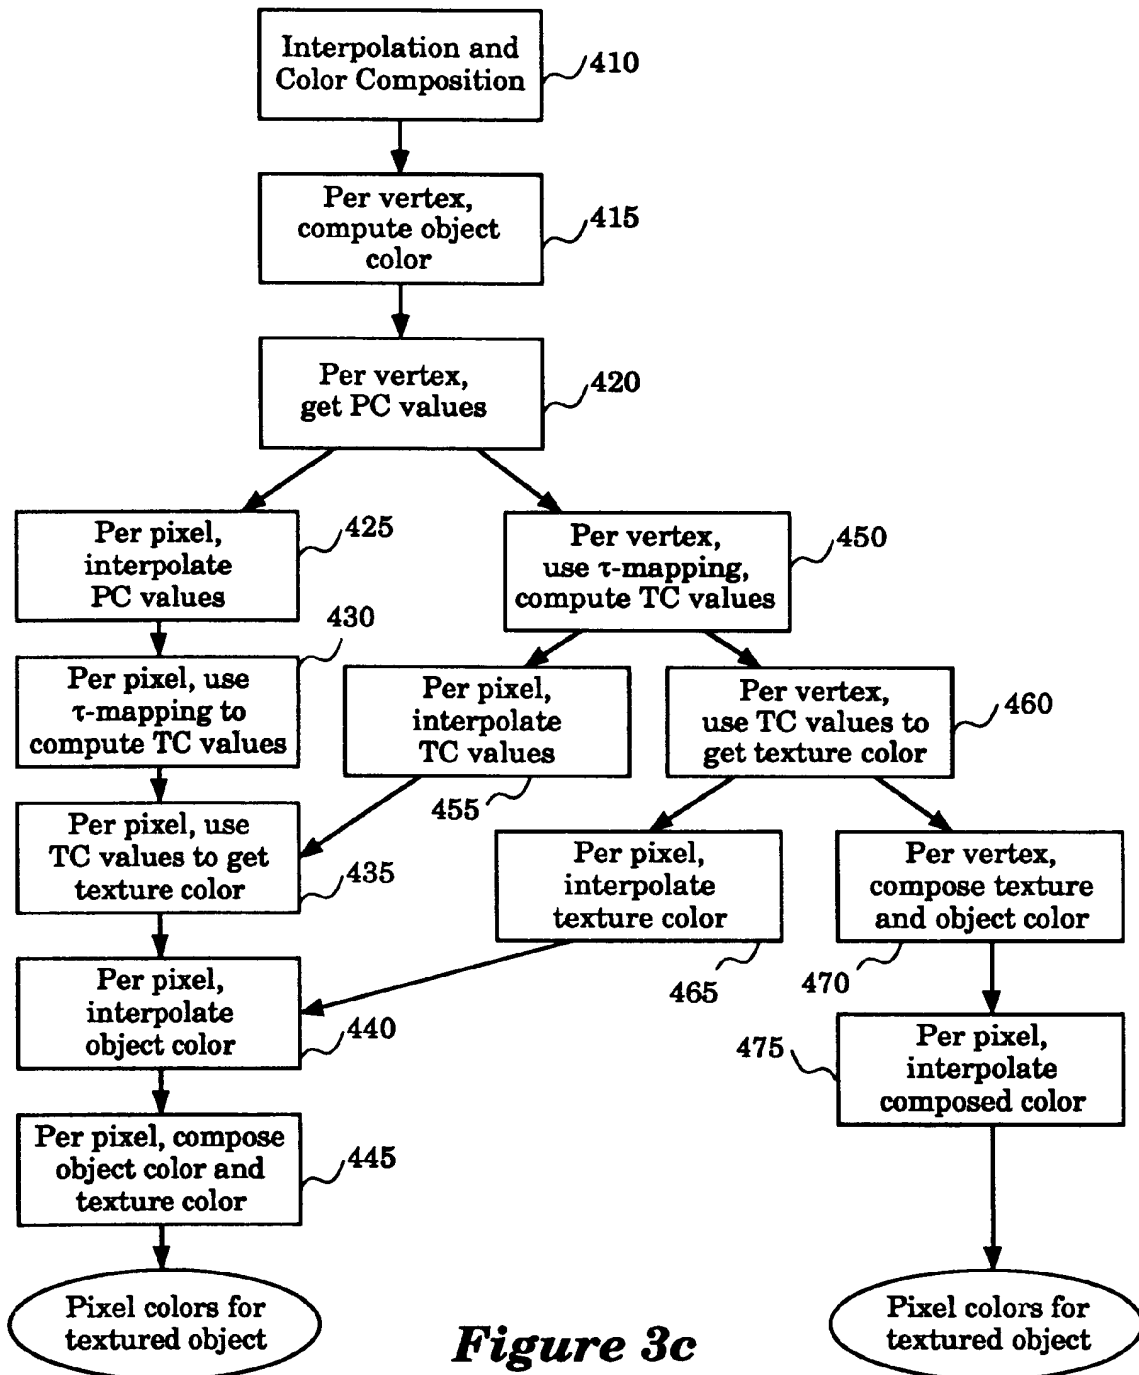 Interpolation and
Color Composition
410
Per vertex,
compute object
color
415
Per vertex,
get PC values
420
Per pixel,
interpolate
PC values
425
Per vertex,
use τ-mapping,
compute TC values
450
430
Per pixel, use
τ-mapping to
compute TC values
Per pixel,
interpolate
TC values
455
Per vertex,
use TC values to
get texture color
460
Per pixel, use
TC values to get
texture color
435
Per pixel,
interpolate
texture color
465
Per vertex,
compose texture
and object color
470
Per pixel,
interpolate
object color
440
475
Per pixel,
interpolate
composed color
Per pixel, compose
object color and
texture color
445
Pixel colors for
textured object
Pixel colors for
textured object
Figure 3c